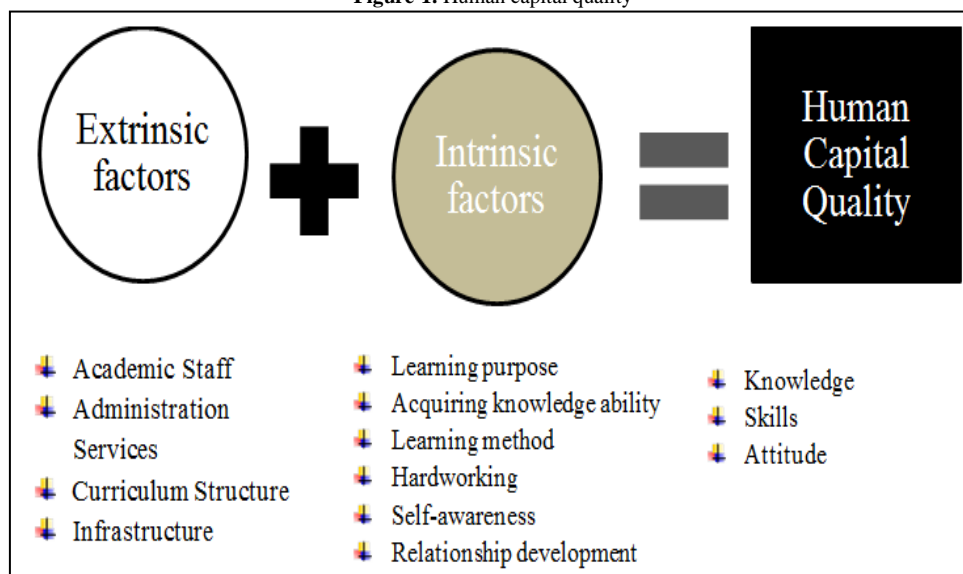 Figure 1. Human capital quality
Extrinsic
factors
Intrinsic
factors
Human
Capital
Quality
Academic Staff
Administration
Services
Curriculum Structure
Infrastructure
Learning purpose
Acquiring knowledge ability
Learning method
Hardworking
Self-awareness
Relationship development
Knowledge
Skills
Attitude